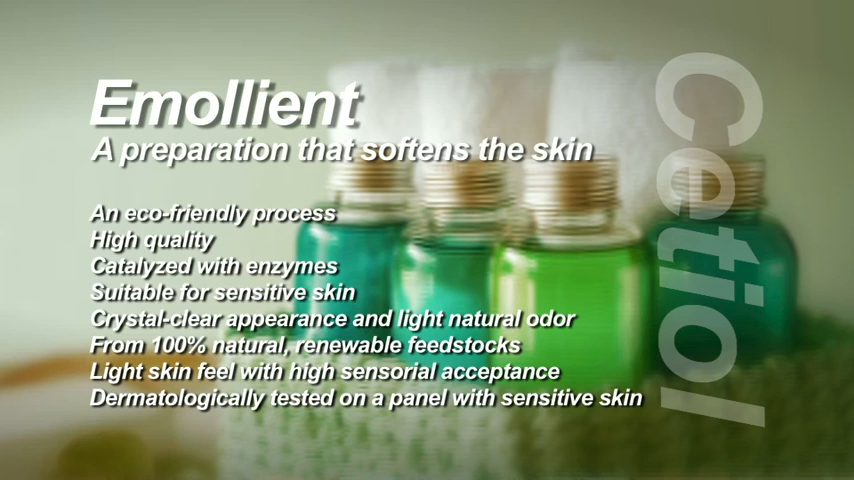 Emollient
A preparation that softens the skin
An eco-friendly process
High quality
Catalyzed with enzymes
Suitable for sensitive skin
Crystal-clear appearance and light natural odor
From 100% natural, renewable feedstocks
Light skin feel with high sensorial acceptance
Dermatologically tested on a panel with sensitive skin
Cetiol